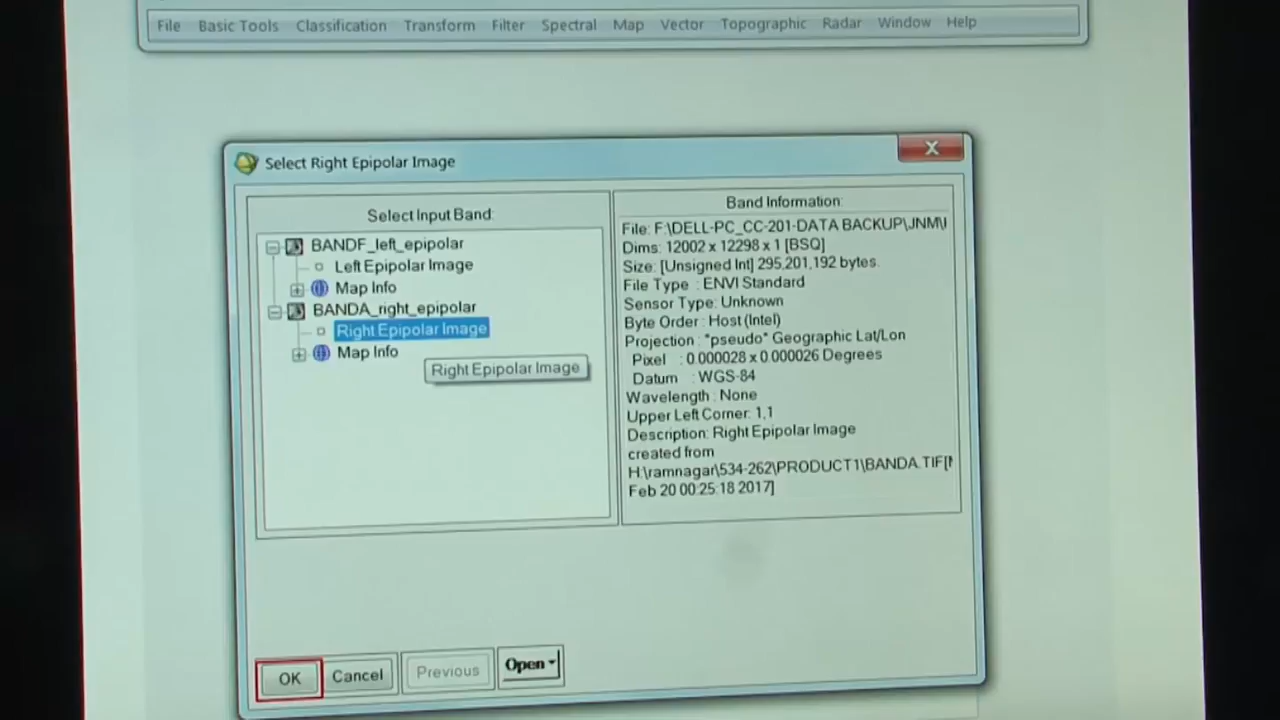 File Basic Tools Classification Transform Filter Spectral Map Vector Topographic Radar Window Help
Select Right Epipolar Image
Select Input Band:
BANDF_left_epipolar
Left Epipolar Image
Map Info
BANDA_right_epipolar
Right Epipolar Image
Map Info
Right Epipolar Image
Band Information:
File: F:\DELL-PC_CC-201-DATA BACKUP\JNM\
Dims: 12002 x 12298 x 1 [BSQ]
Size: [Unsigned Int] 295,201,192 bytes.
File Type : ENVI Standard
Sensor Type: Unknown
Byte Order : Host (Intel)
Projection : *pseudo* Geographic Lat/Lon
Pixel : 0.000028 x 0.000026 Degrees
Datum : WGS-84
Wavelength : None
Upper Left Corner: 1,1
Description: Right Epipolar Image
created from
H:\ramnagar\534-262\PRODUCT1\BANDA.TIF[
Feb 20 00:25:18 2017]
OK Cancel Previous Open